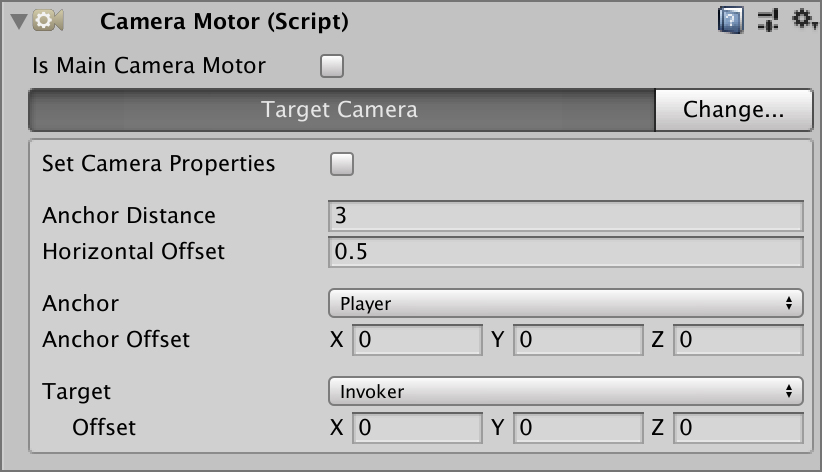 Camera Motor (Script)
Is Main Camera Motor
Target Camera Change...
Set Camera Properties
Anchor Distance 3
Horizontal Offset 0.5
Anchor Player
Anchor Offset X 0 Y 0 Z 0
Target Invoker
Offset X 0 Y 0 Z 0